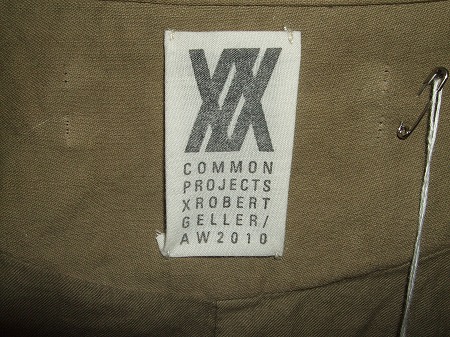 XX
COMMON
PROJECTS
XROBERT
GELLER/
AW2010